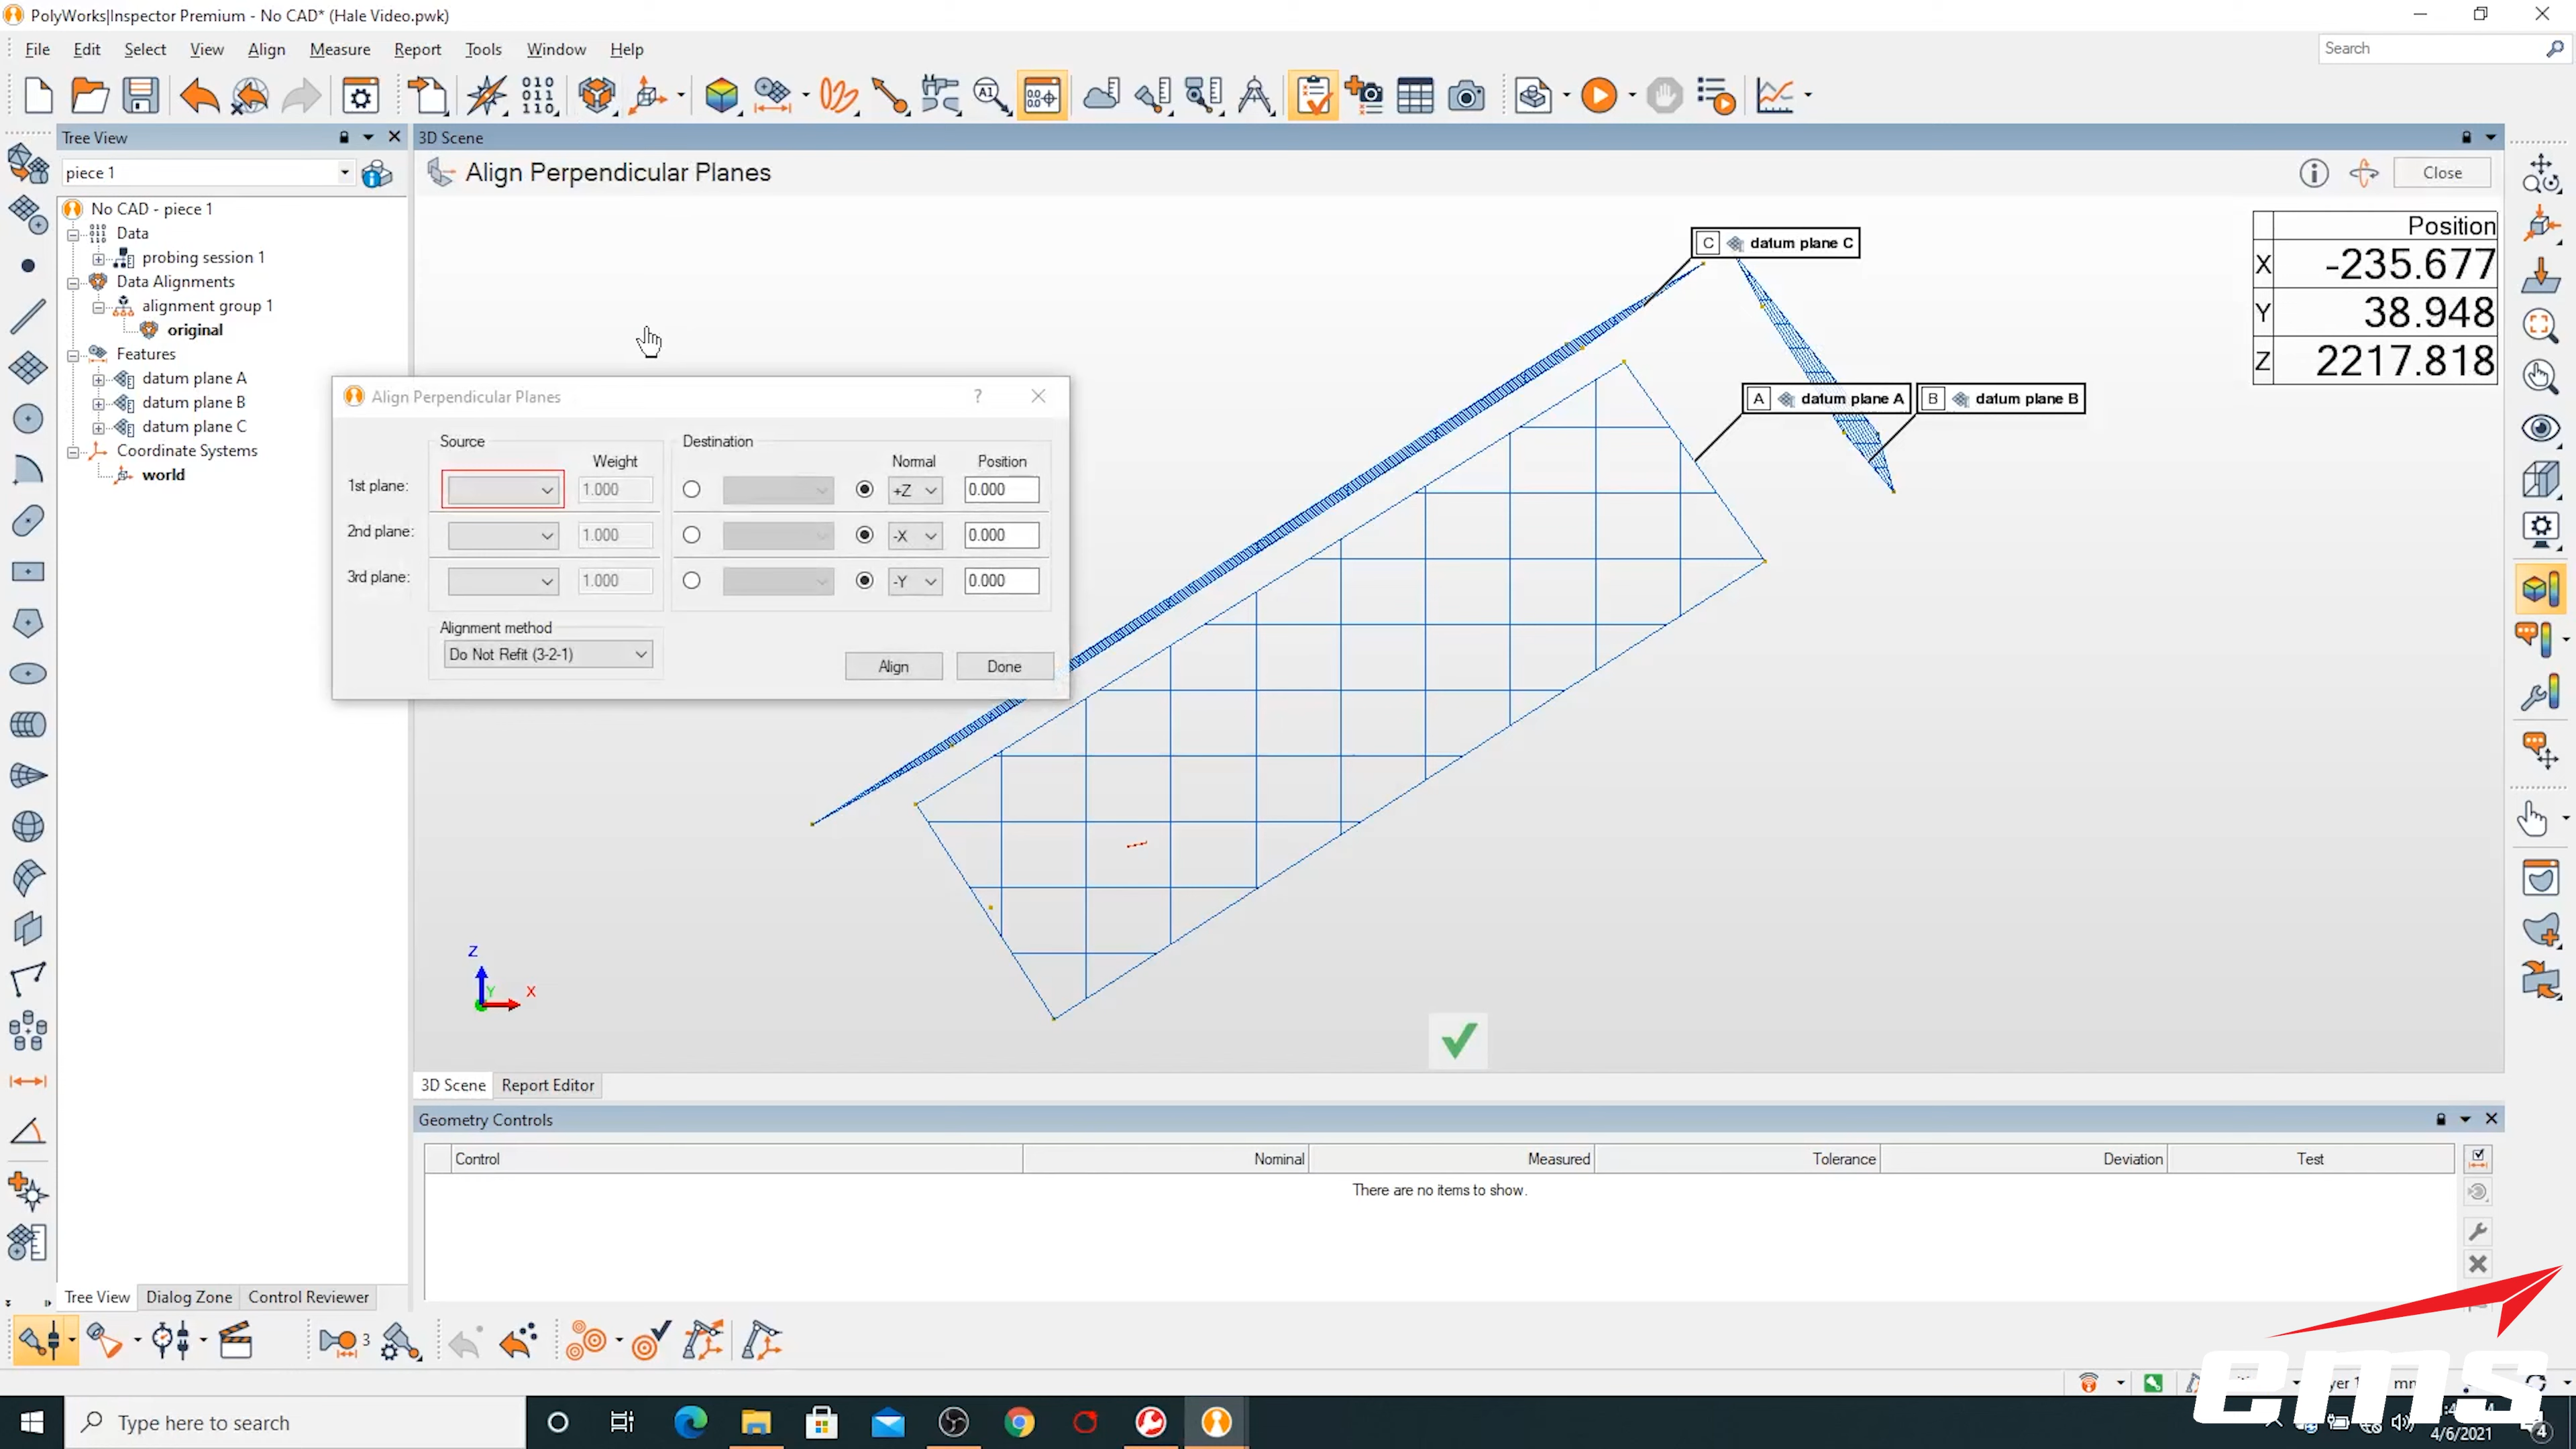 PolyWorks|Inspector Premium - No CAD* (Hale Video.pwk)
File Edit Select View Align Measure Report Tools Window Help
Search
Tree View
3D Scene
piece 1
Align Perpendicular Planes
Close
No CAD - piece 1
Data
probing session 1
Data Alignments
alignment group 1
original
Features
datum plane A
datum plane B
datum plane C
Coordinate Systems
world
C datum plane C
A datum plane A
B datum plane B
Position
X -235.677
Y 38.948
Z 2217.818
Align Perpendicular Planes ?
Source Destination
Weight Normal Position
1st plane: 1.000 +Z 0.000
2nd plane: 1.000 -X 0.000
3rd plane: 1.000 -Y 0.000
Alignment method
Do Not Refit (3-2-1)
Align Done
Z
Y X
3D Scene Report Editor
Geometry Controls
Control Nominal Measured Tolerance Deviation Test
There are no items to show.
Tree View Dialog Zone Control Reviewer
3
ems
Type here to search
4/6/2021
4
010
011
110
A1